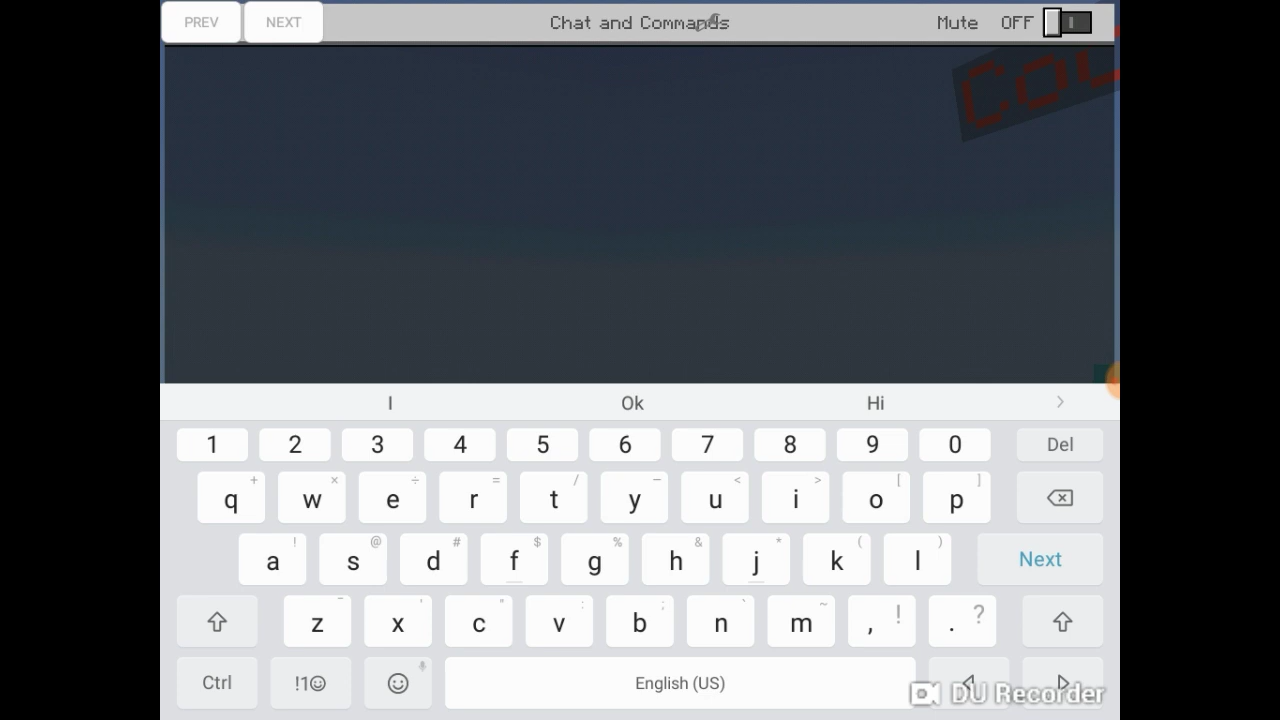 PREV NEXT Chat and Commands Mute OFF
COL
I Ok Hi
1 2 3 4 5 6 7 8 9 0 Del
q + w × e ÷ r = t / y - u < i > o [ p ]
a ! s @ d # f $ g % h & j * k ( l ) Next
z - x ' c " v : b ; n ` m ~ , ! . ?
Ctrl !1☺ English (US)
DU Recorder